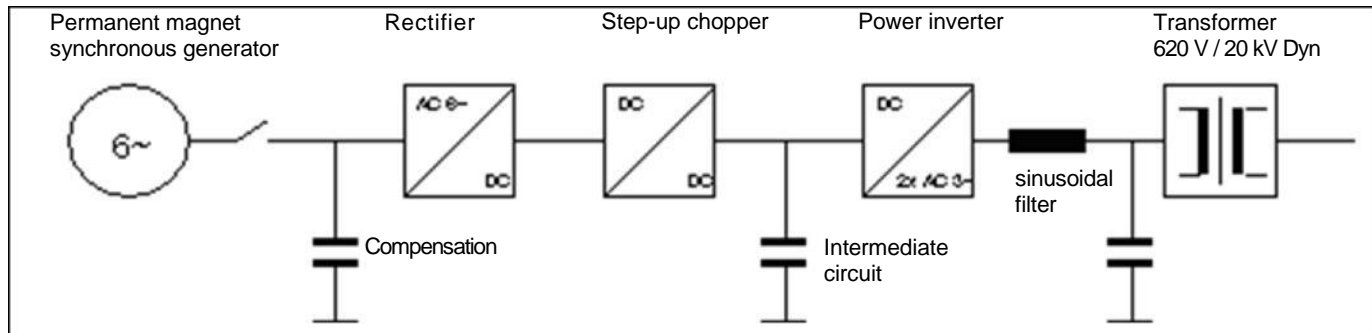 Permanent magnet
synchronous generator
Rectifier
Step-up chopper
Power inverter
Transformer
620 V / 20 kV Dyn
6~
AC 6~
DC
DC
DC
DC
2x AC 3~
sinusoidal
filter
Compensation
Intermediate
circuit